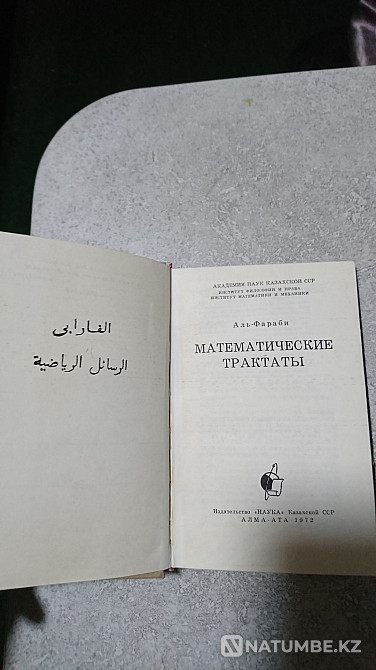 الفارابى
الرسائل الرياضية
АКАДЕМИЯ НАУК КАЗАХСКОЙ ССР
ИНСТИТУТ ФИЛОСОФИИ И ПРАВА
ИНСТИТУТ МАТЕМАТИКИ И МЕХАНИКИ
Аль-Фараби
МАТЕМАТИЧЕСКИЕ
ТРАКТАТЫ
Издательство «НАУКА» Казахской ССР
АЛМА-АТА 1972
NATUMBE.KZ